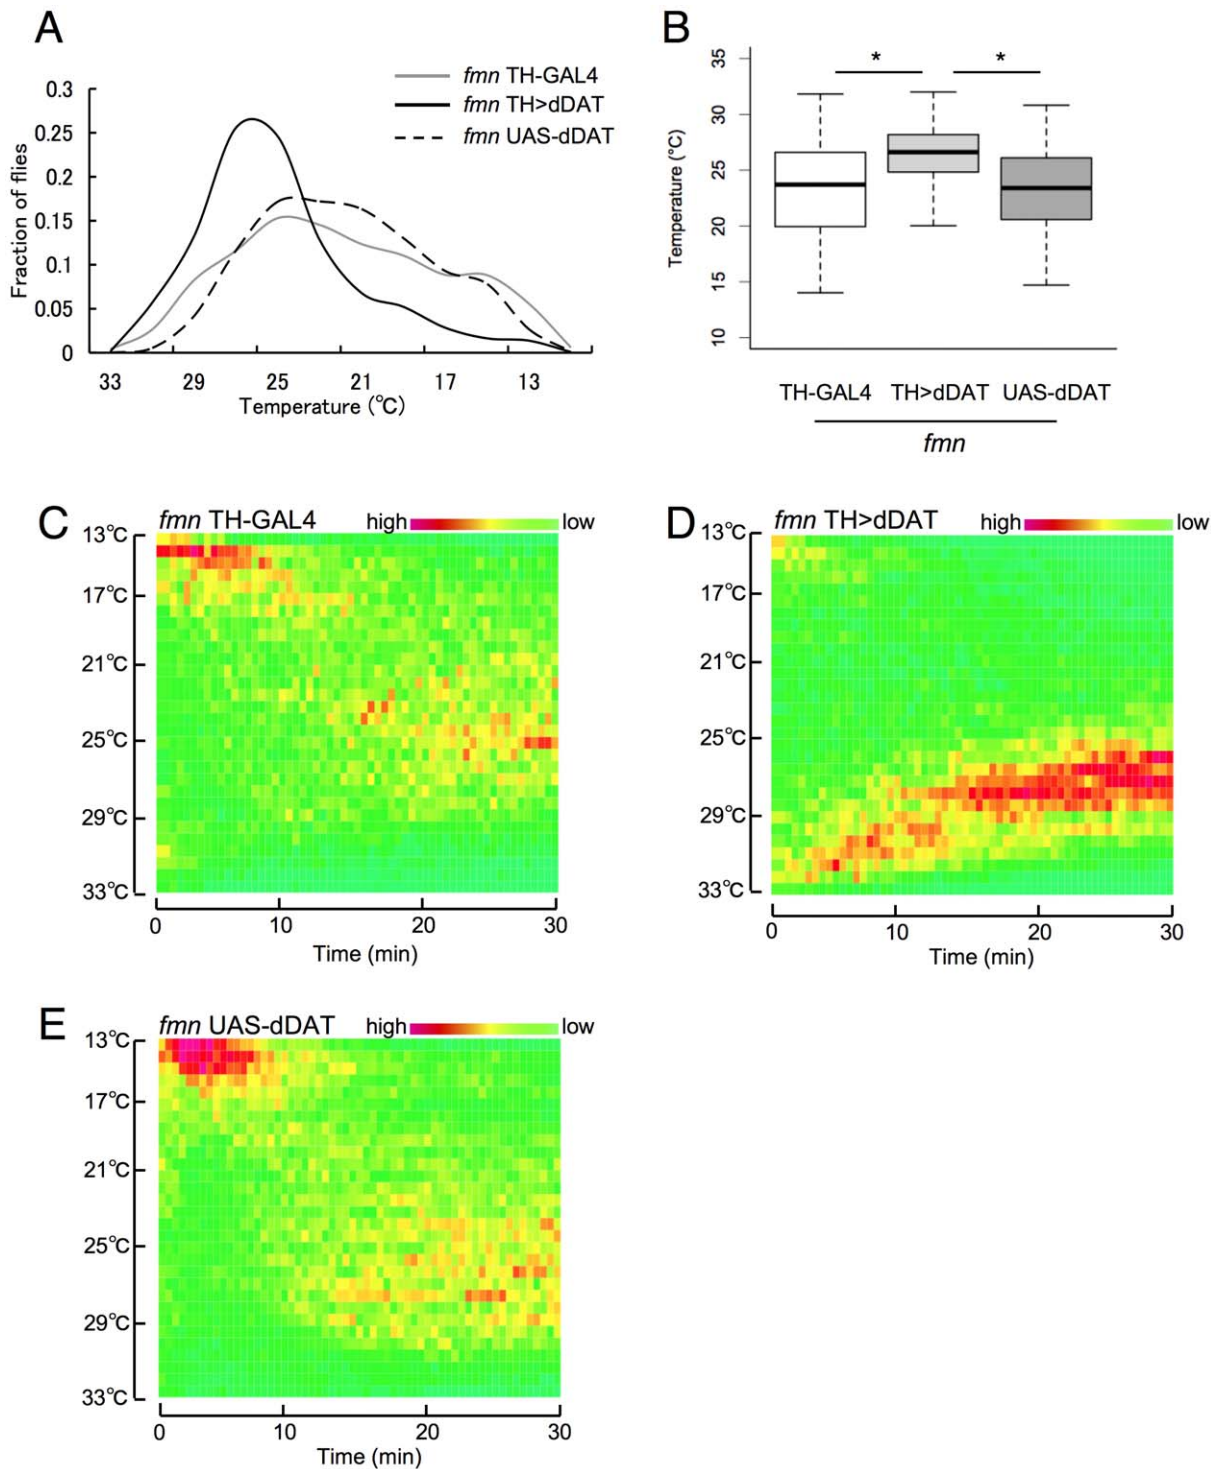 A
fmn TH-GAL4
fmn TH>dDAT
fmn UAS-dDAT
Fraction of flies
0.3
0.25
0.2
0.15
0.1
0.05
0
33 29 25 21 17 13
Temperature (℃)
B
* *
Temperature (°C)
35
30
25
20
15
10
TH-GAL4 TH>dDAT UAS-dDAT
fmn
C
fmn TH-GAL4 high low
13℃
17℃
21℃
25℃
29℃
33℃
0 10 20 30
Time (min)
D
fmn TH>dDAT high low
13℃
17℃
21℃
25℃
29℃
33℃
0 10 20 30
Time (min)
E
fmn UAS-dDAT high low
13℃
17℃
21℃
25℃
29℃
33℃
0 10 20 30
Time (min)